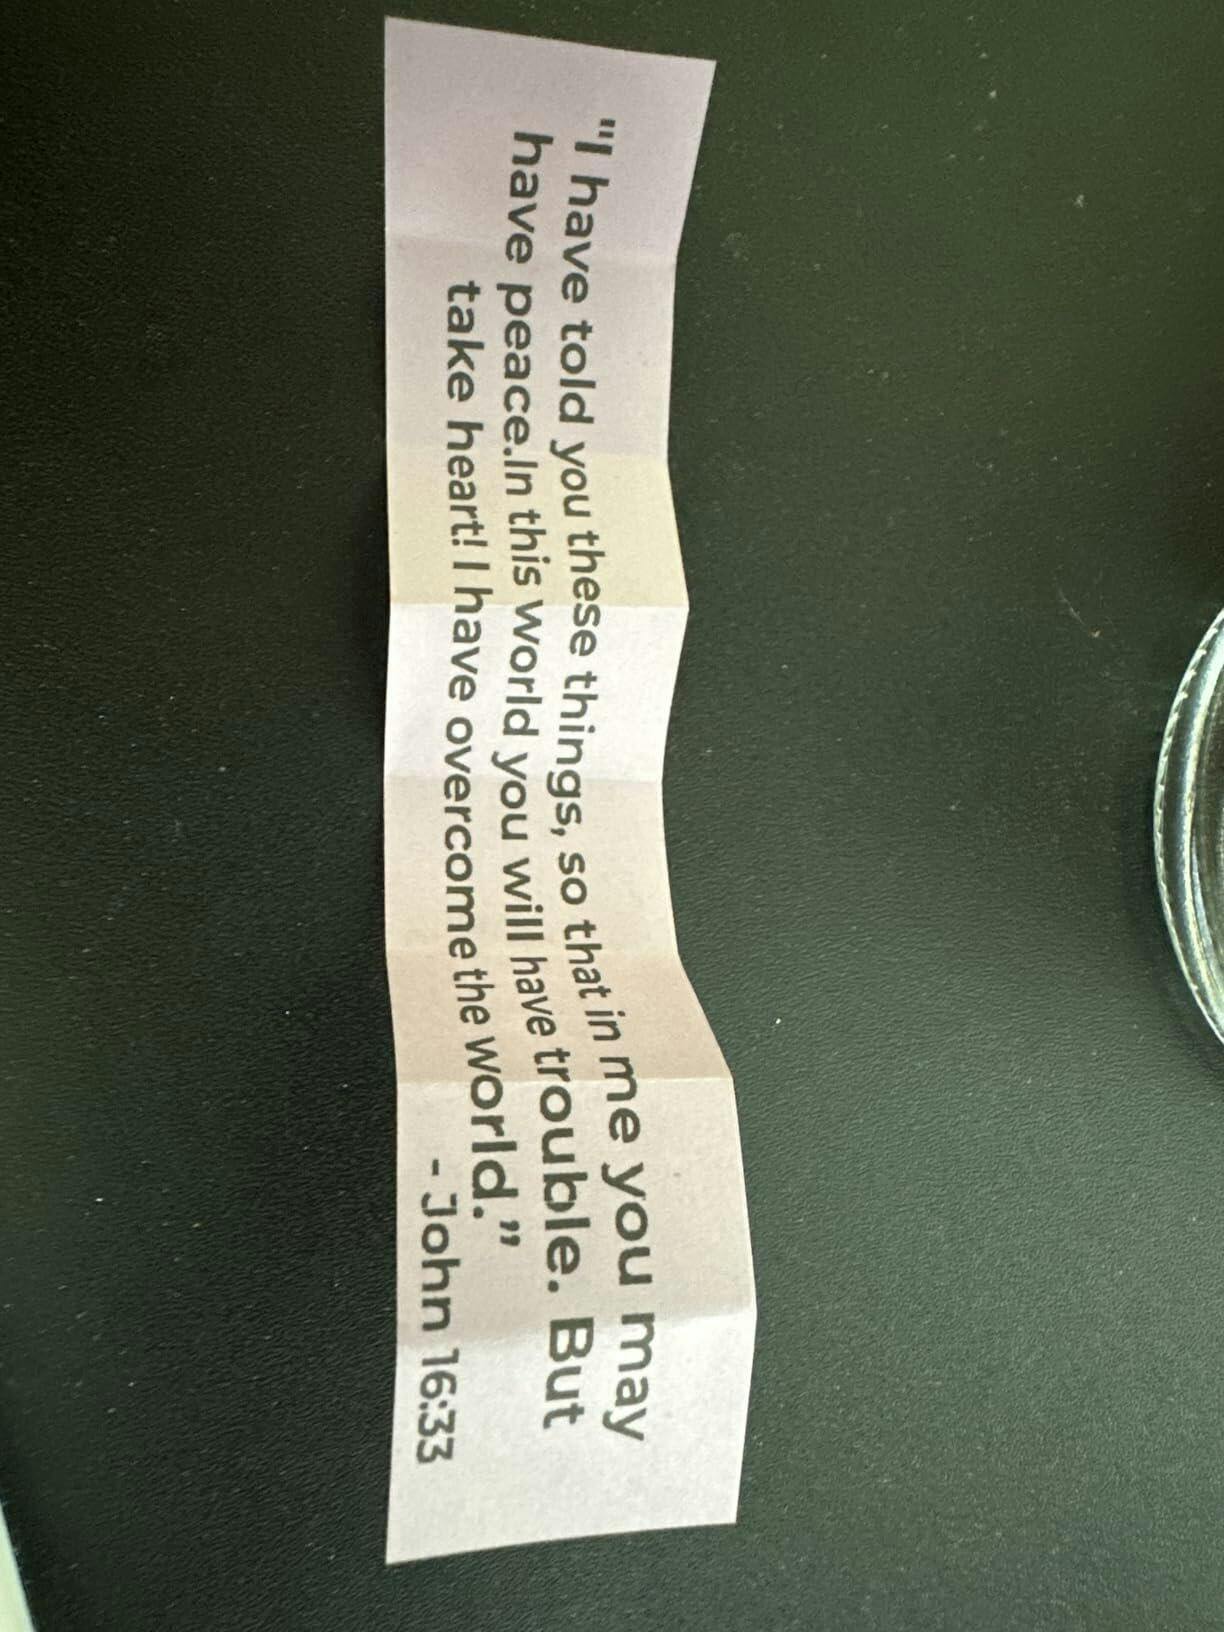 "I have told you these things, so that in me you may
have peace.In this world you will have trouble. But
take heart! I have overcome the world.”
- John 16:33